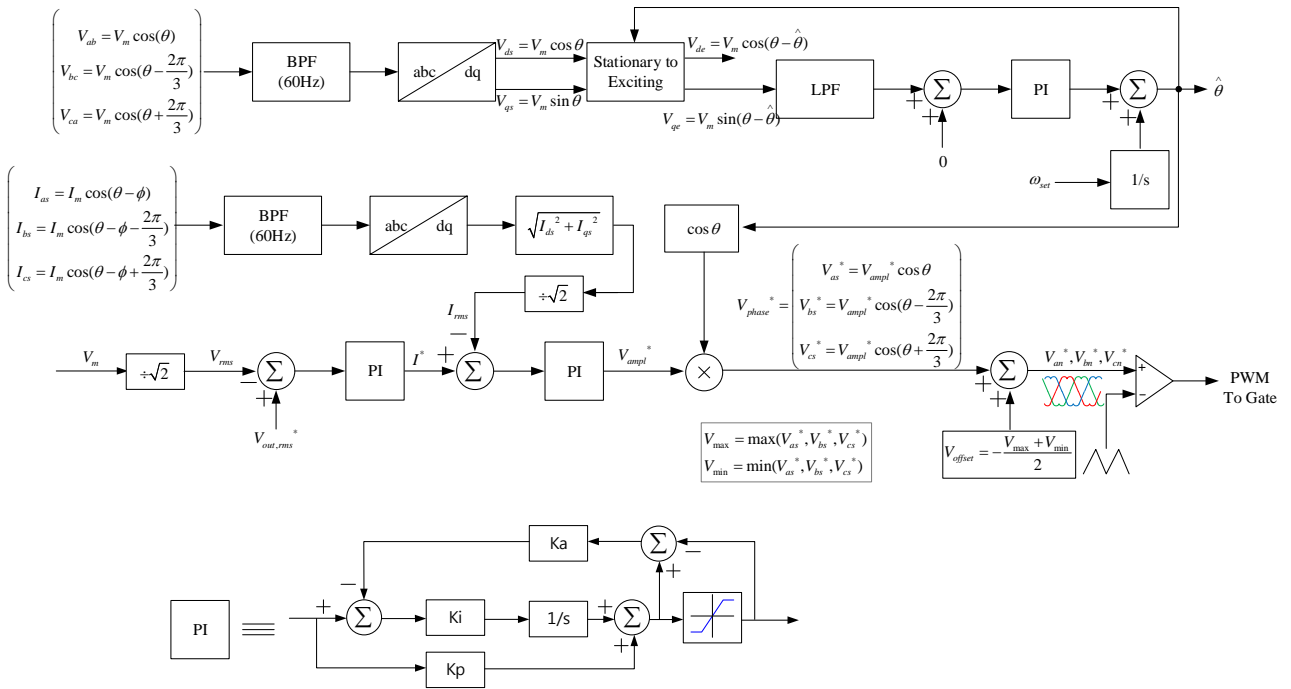 V_ab = V_m cos(θ)
V_bc = V_m cos(θ - 2π/3)
V_ca = V_m cos(θ + 2π/3)
BPF
(60Hz)
abc dq
V_ds = V_m cos θ
V_qs = V_m sin θ
Stationary to
Exciting
V_de = V_m cos(θ - θ^)
V_qe = V_m sin(θ - θ^)
LPF
+ Σ
+
0
PI
+ Σ
+
θ^
ω_set
1/s
I_as = I_m cos(θ - ϕ)
I_bs = I_m cos(θ - ϕ - 2π/3)
I_cs = I_m cos(θ - ϕ + 2π/3)
BPF
(60Hz)
abc dq
√(I_ds² + I_qs²)
÷√2
I_rms
cos θ
V_m
÷√2
V_rms
− Σ
+
V_out,rms*
PI
I*
−
+ Σ
PI
V_ampl*
×
V_phase* =
V_as* = V_ampl* cos θ
V_bs* = V_ampl* cos(θ - 2π/3)
V_cs* = V_ampl* cos(θ + 2π/3)
V_max = max(V_as*, V_bs*, V_cs*)
V_min = min(V_as*, V_bs*, V_cs*)
+ Σ
+
V_offset = - (V_max + V_min)/2
V_an*, V_bn*, V_cn*
+
−
PWM
To Gate
PI ≡
Ka
Σ −
+
−
+ Σ
Ki
1/s
+ Σ
+
Kp